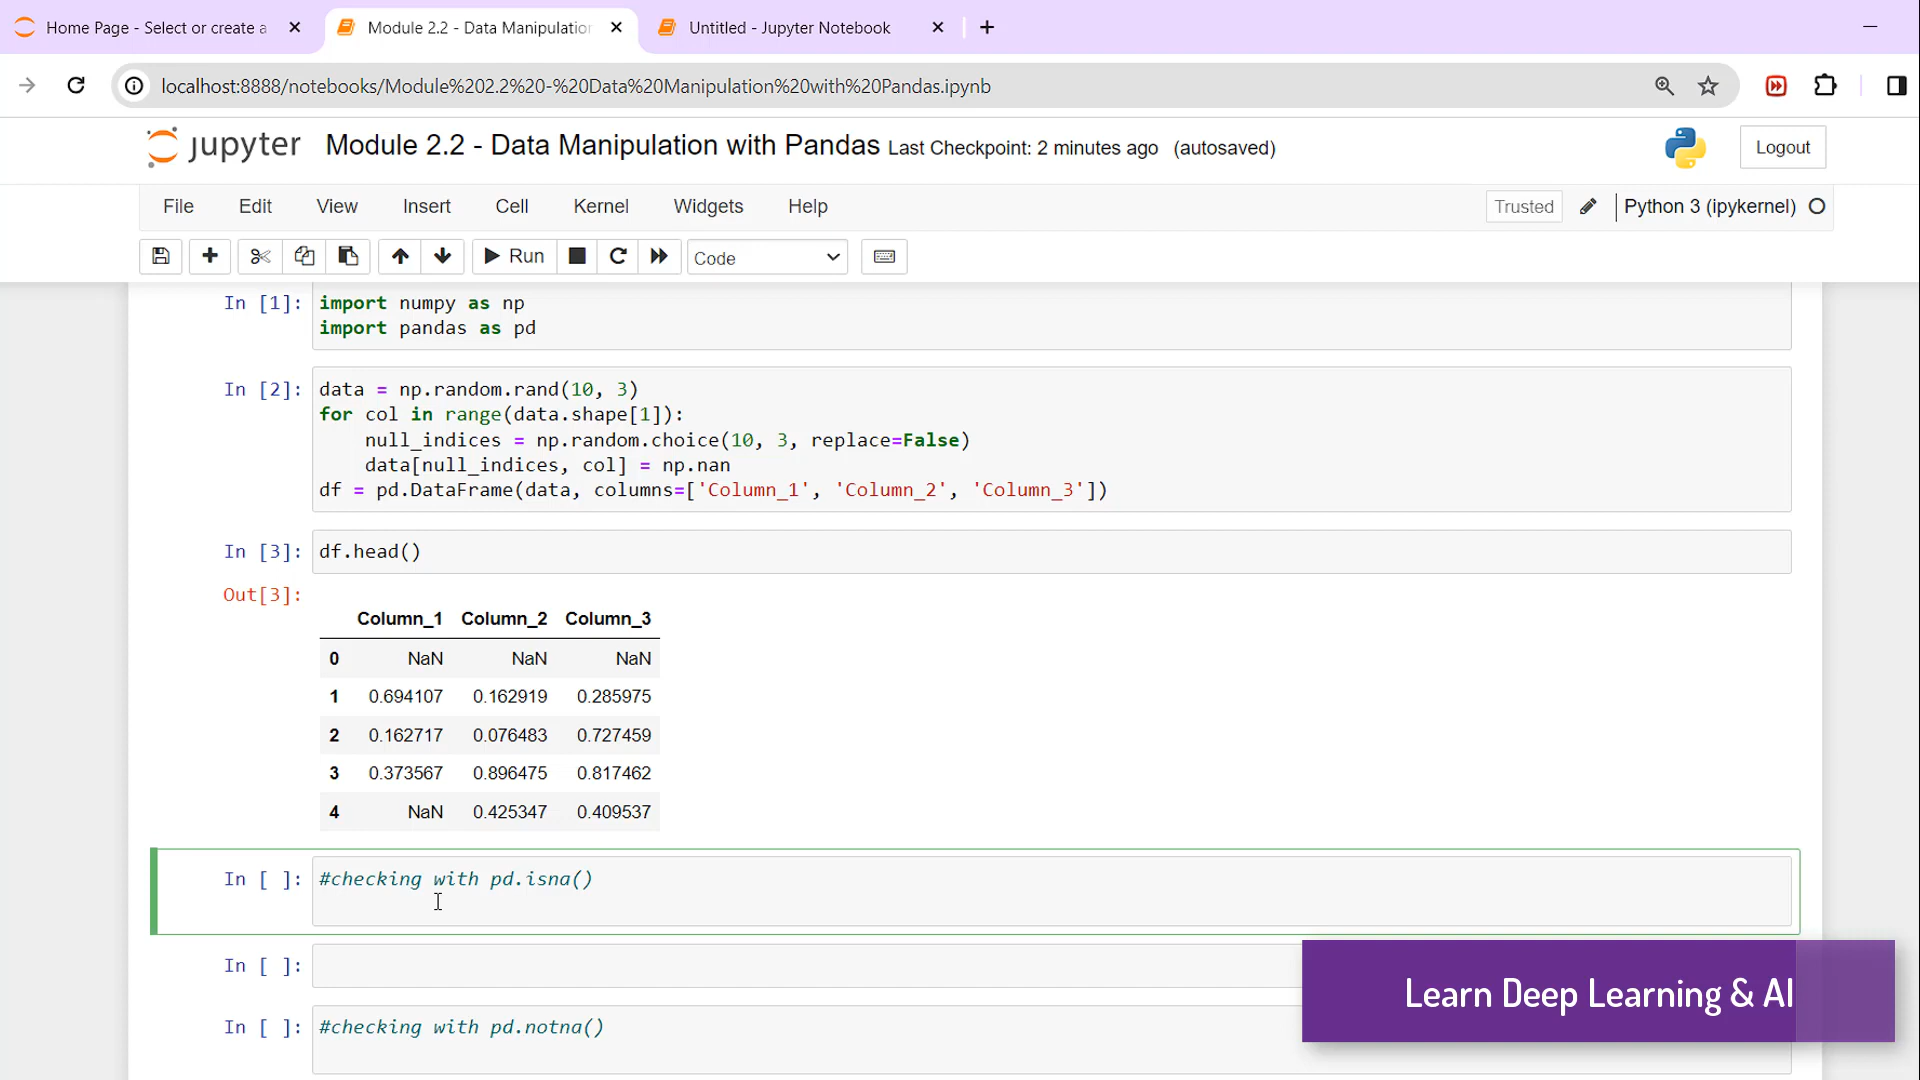 Home Page - Select or create a
Module 2.2 - Data Manipulation
Untitled - Jupyter Notebook
localhost:8888/notebooks/Module%202.2%20-%20Data%20Manipulation%20with%20Pandas.ipynb
jupyter Module 2.2 - Data Manipulation with Pandas Last Checkpoint: 2 minutes ago (autosaved)
Logout
File Edit View Insert Cell Kernel Widgets Help
Trusted Python 3 (ipykernel)
Run Code
In [1]: import numpy as np
import pandas as pd
In [2]: data = np.random.rand(10, 3)
for col in range(data.shape[1]):
    null_indices = np.random.choice(10, 3, replace=False)
    data[null_indices, col] = np.nan
df = pd.DataFrame(data, columns=['Column_1', 'Column_2', 'Column_3'])
In [3]: df.head()
Out[3]:
Column_1 Column_2 Column_3
0 NaN NaN NaN
1 0.694107 0.162919 0.285975
2 0.162717 0.076483 0.727459
3 0.373567 0.896475 0.817462
4 NaN 0.425347 0.409537
In [ ]: #checking with pd.isna()
In [ ]:
In [ ]: #checking with pd.notna()
Learn Deep Learning & AI